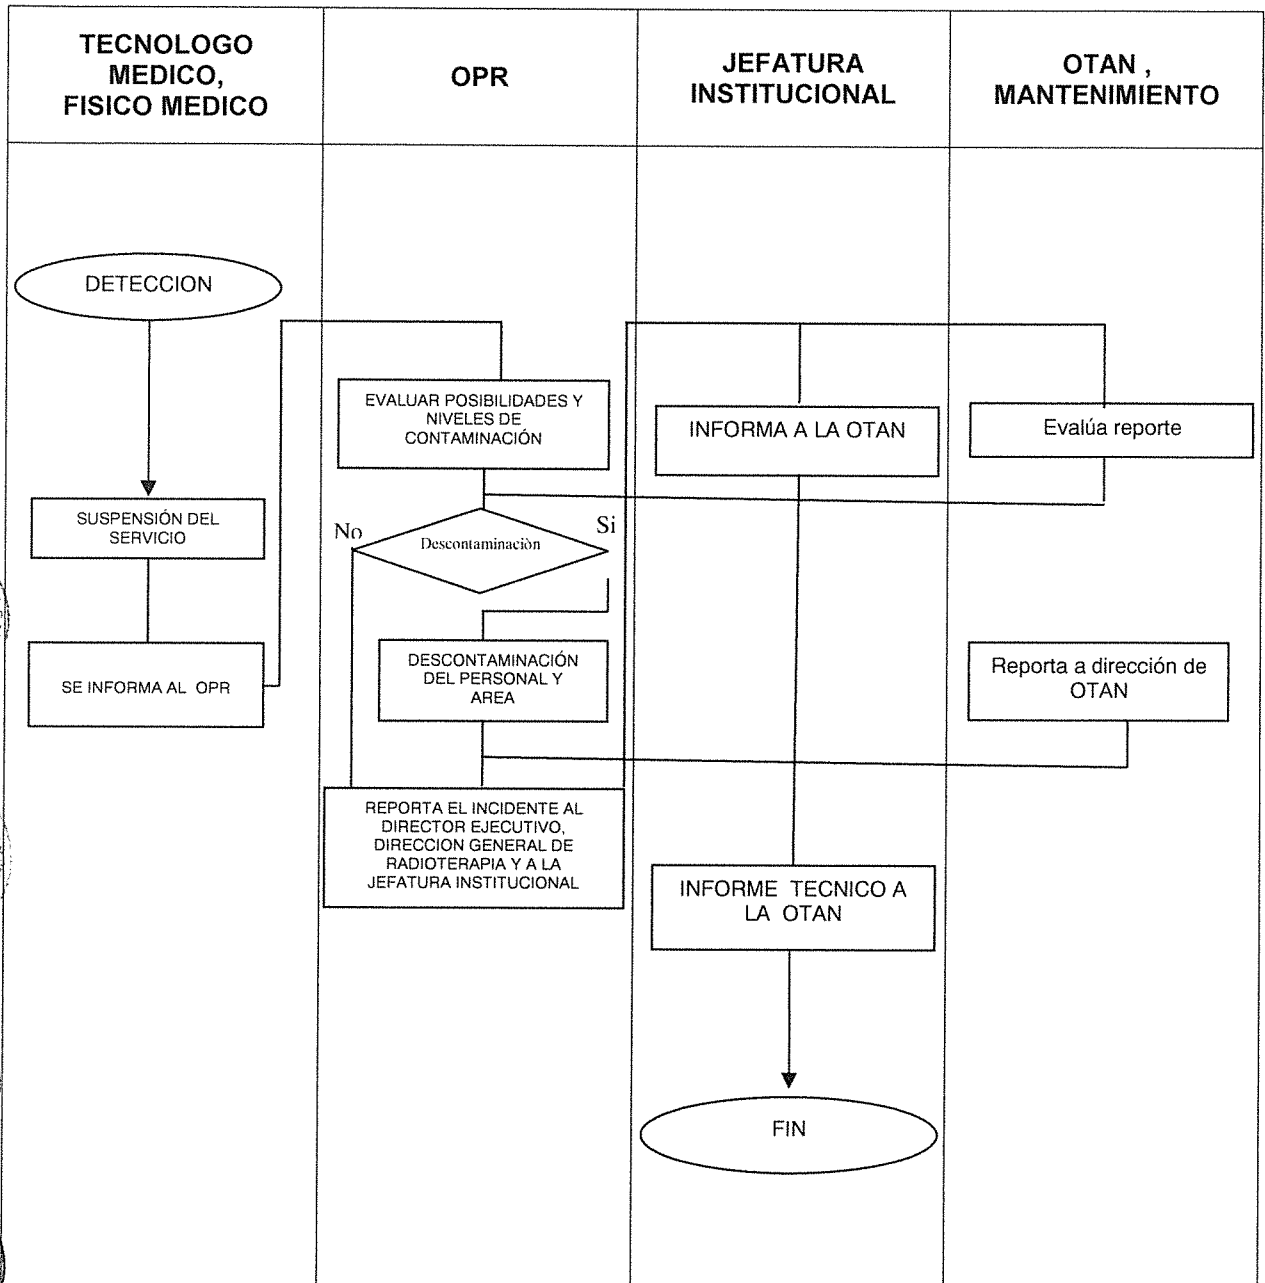 TECNOLOGO
MEDICO,
FISICO MEDICO
OPR
JEFATURA
INSTITUCIONAL
OTAN ,
MANTENIMIENTO
DETECCION
SUSPENSIÓN DEL
SERVICIO
SE INFORMA AL OPR
EVALUAR POSIBILIDADES Y
NIVELES DE
CONTAMINACIÓN
No
Descontaminaciòn
Si
DESCONTAMINACIÓN
DEL PERSONAL Y
AREA
REPORTA EL INCIDENTE AL
DIRECTOR EJECUTIVO,
DIRECCION GENERAL DE
RADIOTERAPIA Y A LA
JEFATURA INSTITUCIONAL
INFORMA A LA OTAN
INFORME TECNICO A
LA OTAN
FIN
Evalúa reporte
Reporta a dirección de
OTAN